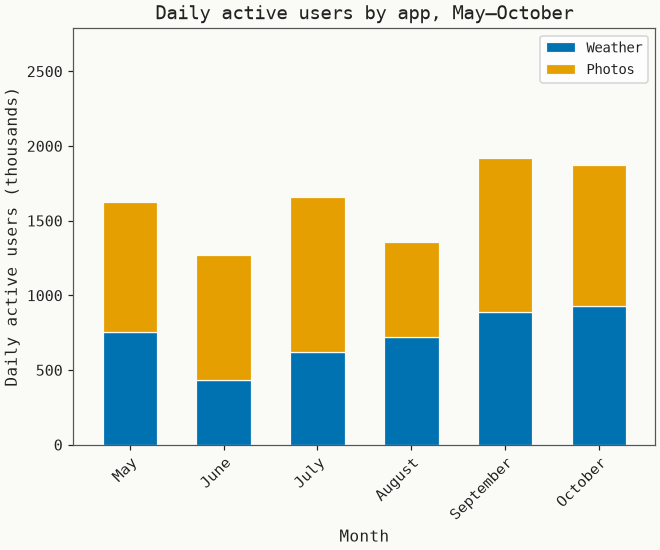 Daily active users by app, May–October
Weather
Photos
Daily active users (thousands)
2500
2000
1500
1000
500
0
May
June
July
August
September
October
Month